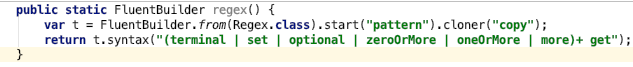 public static FluentBuilder regex() {
    var t = FluentBuilder.from(Regex.class).start("pattern").cloner("copy");
    return t.syntax("(terminal | set | optional | zeroOrMore | oneOrMore | more)+ get");
}